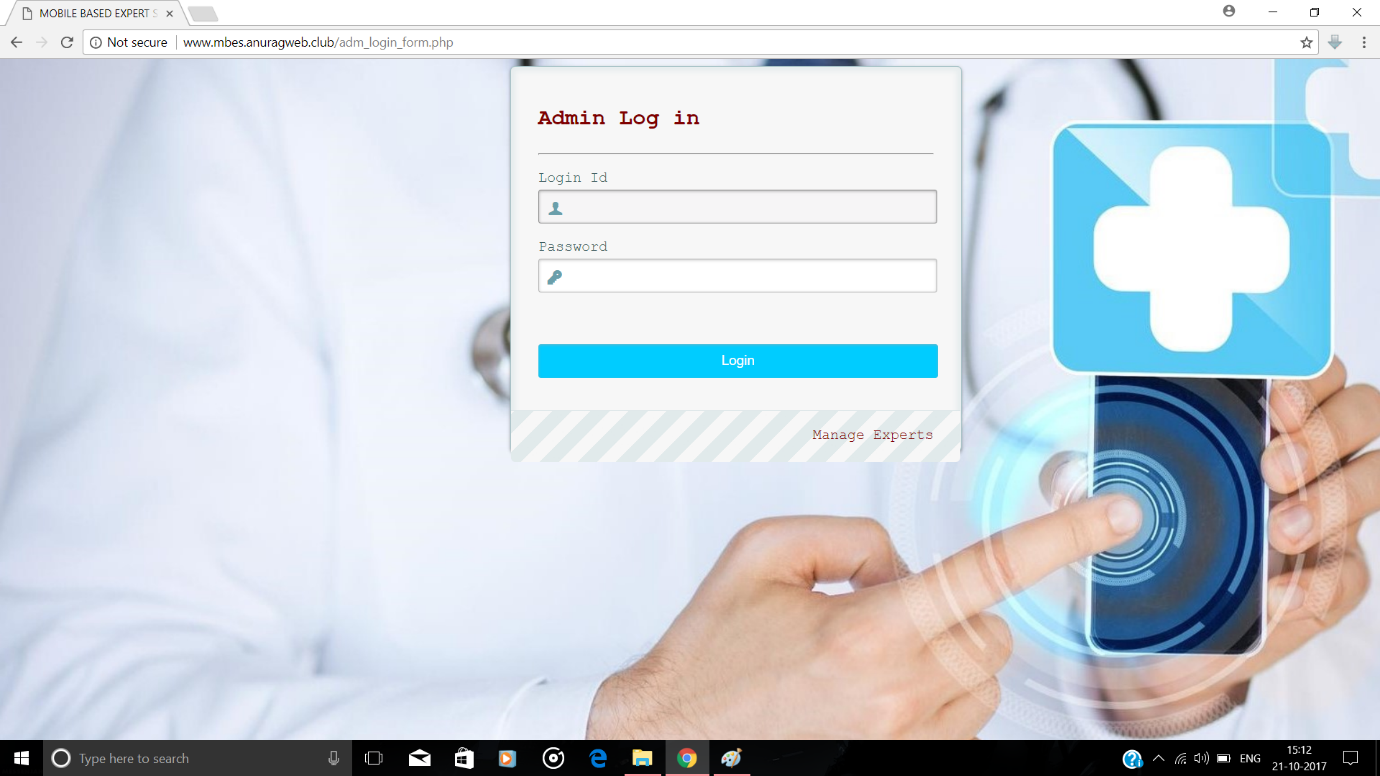 MOBILE BASED EXPERT S
Not secure
www.mbes.anuragweb.club/adm_login_form.php
Admin Log in
Login Id
Password
Login
Manage Experts
Type here to search
ENG
15:12
21-10-2017